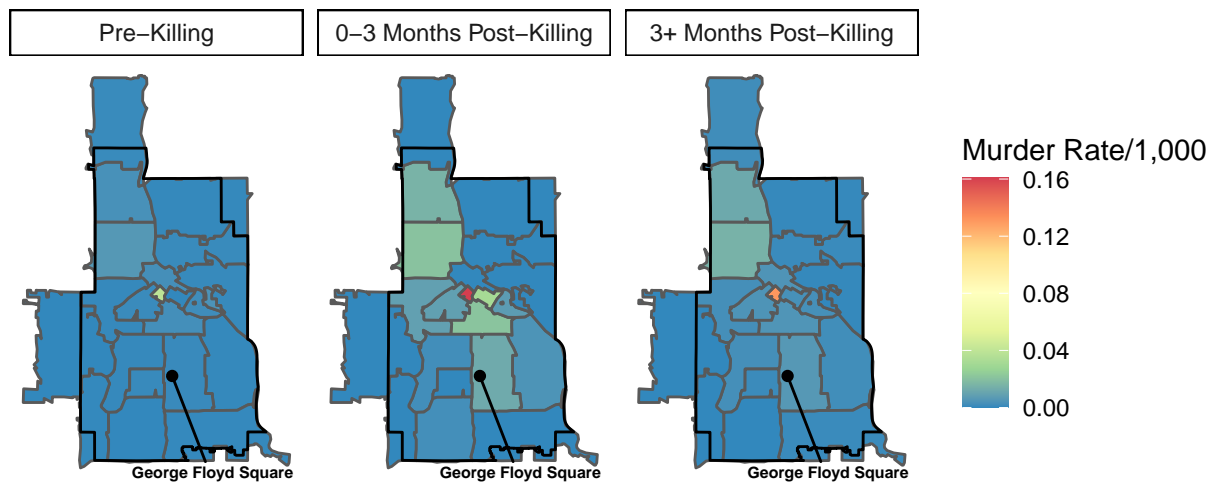 Pre−Killing
0−3 Months Post−Killing
3+ Months Post−Killing
Murder Rate/1,000
0.16
0.12
0.08
0.04
0.00
George Floyd Square
George Floyd Square
George Floyd Square